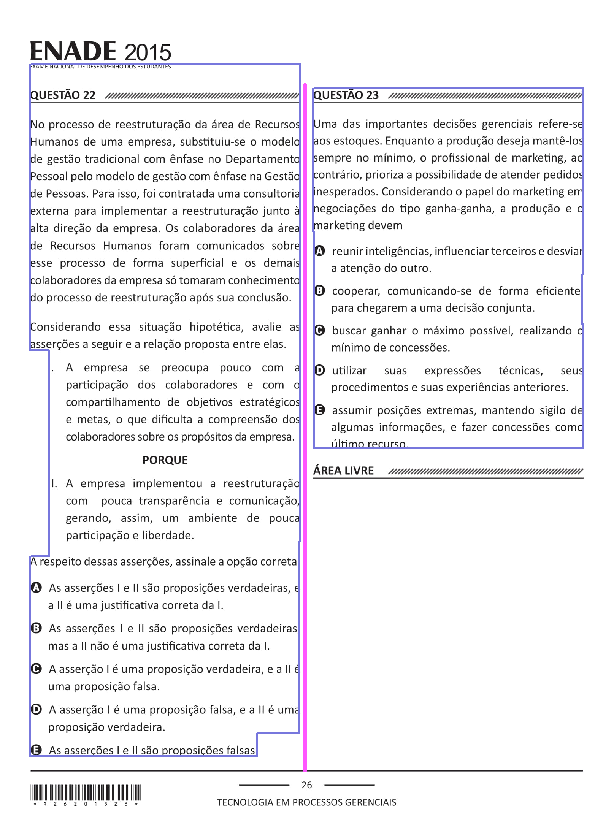 ENADE 2015
EXAME NACIONAL DE DESEMPENHO DOS ESTUDANTES
QUESTÃO 22
No processo de reestruturação da área de Recursos
Humanos de uma empresa, substituiu-se o modelo
de gestão tradicional com ênfase no Departamento
Pessoal pelo modelo de gestão com ênfase na Gestão
de Pessoas. Para isso, foi contratada uma consultoria
externa para implementar a reestruturação junto à
alta direção da empresa. Os colaboradores da área
de Recursos Humanos foram comunicados sobre
esse processo de forma superficial e os demais
colaboradores da empresa só tomaram conhecimento
do processo de reestruturação após sua conclusão.
Considerando essa situação hipotética, avalie as
asserções a seguir e a relação proposta entre elas.
. A empresa se preocupa pouco com a
participação dos colaboradores e com o
compartilhamento de objetivos estratégicos
e metas, o que dificulta a compreensão dos
colaboradores sobre os propósitos da empresa.
PORQUE
I. A empresa implementou a reestruturação
com pouca transparência e comunicação,
gerando, assim, um ambiente de pouca
participação e liberdade.
A respeito dessas asserções, assinale a opção correta
A As asserções I e II são proposições verdadeiras, e
a II é uma justificativa correta da I.
B As asserções I e II são proposições verdadeiras
mas a II não é uma justificativa correta da I.
C A asserção I é uma proposição verdadeira, e a II é
uma proposição falsa.
D A asserção I é uma proposição falsa, e a II é uma
proposição verdadeira.
E As asserções I e II são proposições falsas
QUESTÃO 23
Uma das importantes decisões gerenciais refere-se
aos estoques. Enquanto a produção deseja mantê-los
sempre no mínimo, o profissional de marketing, ao
contrário, prioriza a possibilidade de atender pedidos
inesperados. Considerando o papel do marketing em
negociações do tipo ganha-ganha, a produção e o
marketing devem
A reunir inteligências, influenciar terceiros e desviar
a atenção do outro.
B cooperar, comunicando-se de forma eficiente
para chegarem a uma decisão conjunta.
C buscar ganhar o máximo possível, realizando o
mínimo de concessões.
D utilizar suas expressões técnicas, seus
procedimentos e suas experiências anteriores.
E assumir posições extremas, mantendo sigilo de
algumas informações, e fazer concessões como
último recurso.
ÁREA LIVRE
26
TECNOLOGIA EM PROCESSOS GERENCIAIS